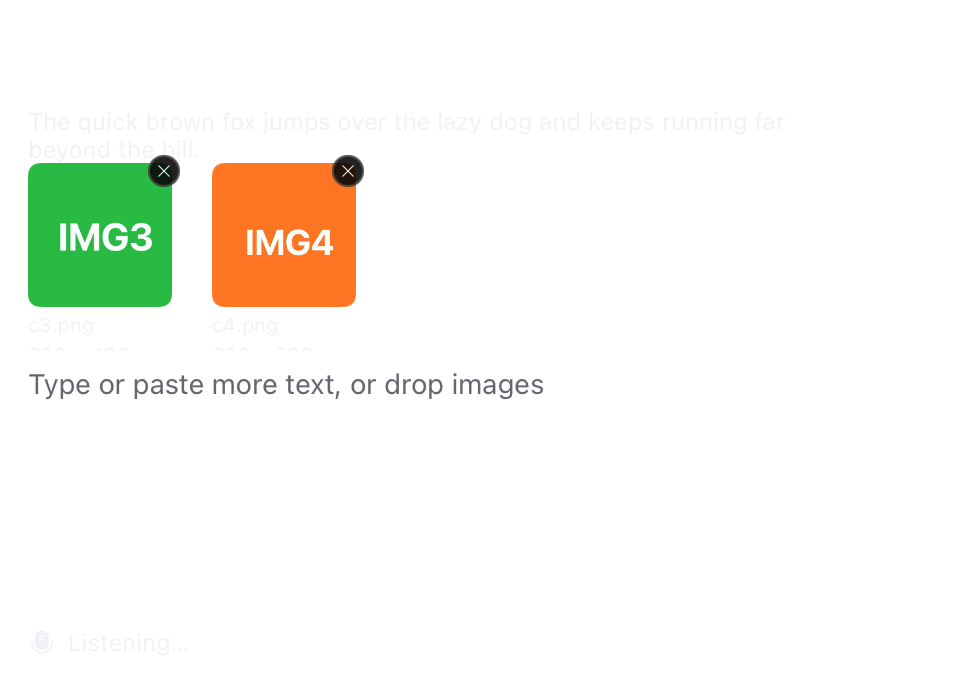 The quick brown fox jumps over the lazy dog and keeps running far
beyond the hill.
IMG3 IMG4
c3.png c4.png
Type or paste more text, or drop images
Listening...